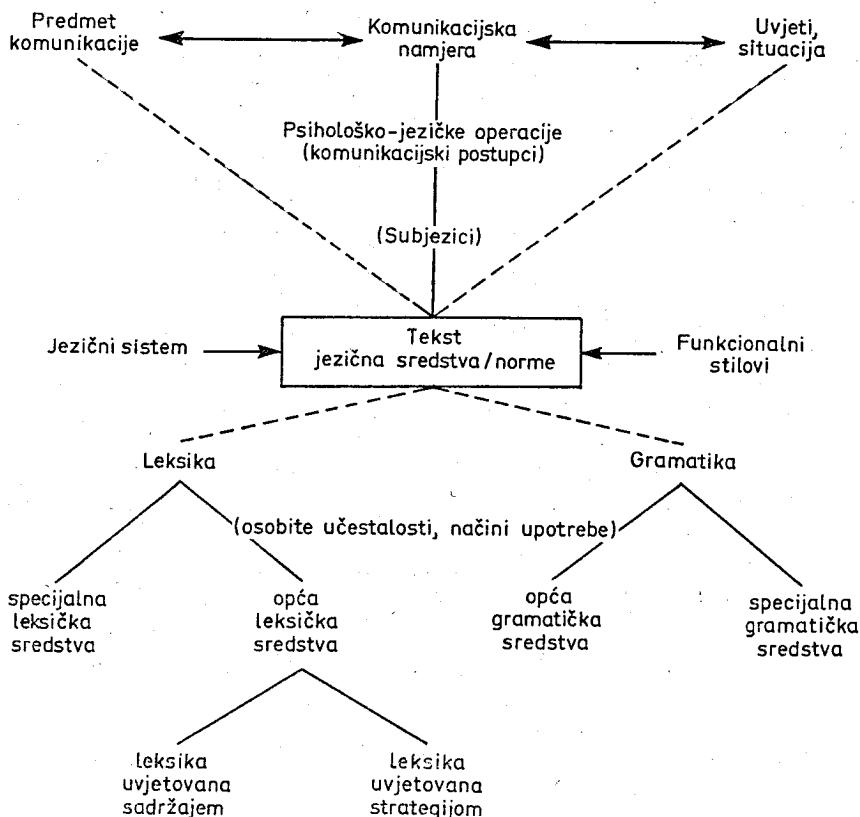 Predmet
komunikacije
Komunikacijska
namjera
Uvjeti,
situacija
Psihološko-jezičke operacije
(komunikacijski postupci)
(Subjezici)
Jezični sistem
Tekst
jezična sredstva/norme
Funkcionalni
stilovi
Leksika
Gramatika
(osobite učestalosti, načini upotrebe)
specijalna
leksička
sredstva
opća
leksička
sredstva
opća
gramatička
sredstva
specijalna
gramatička
sredstva
leksika
uvjetovana
sadržajem
leksika
uvjetovana
strategijom